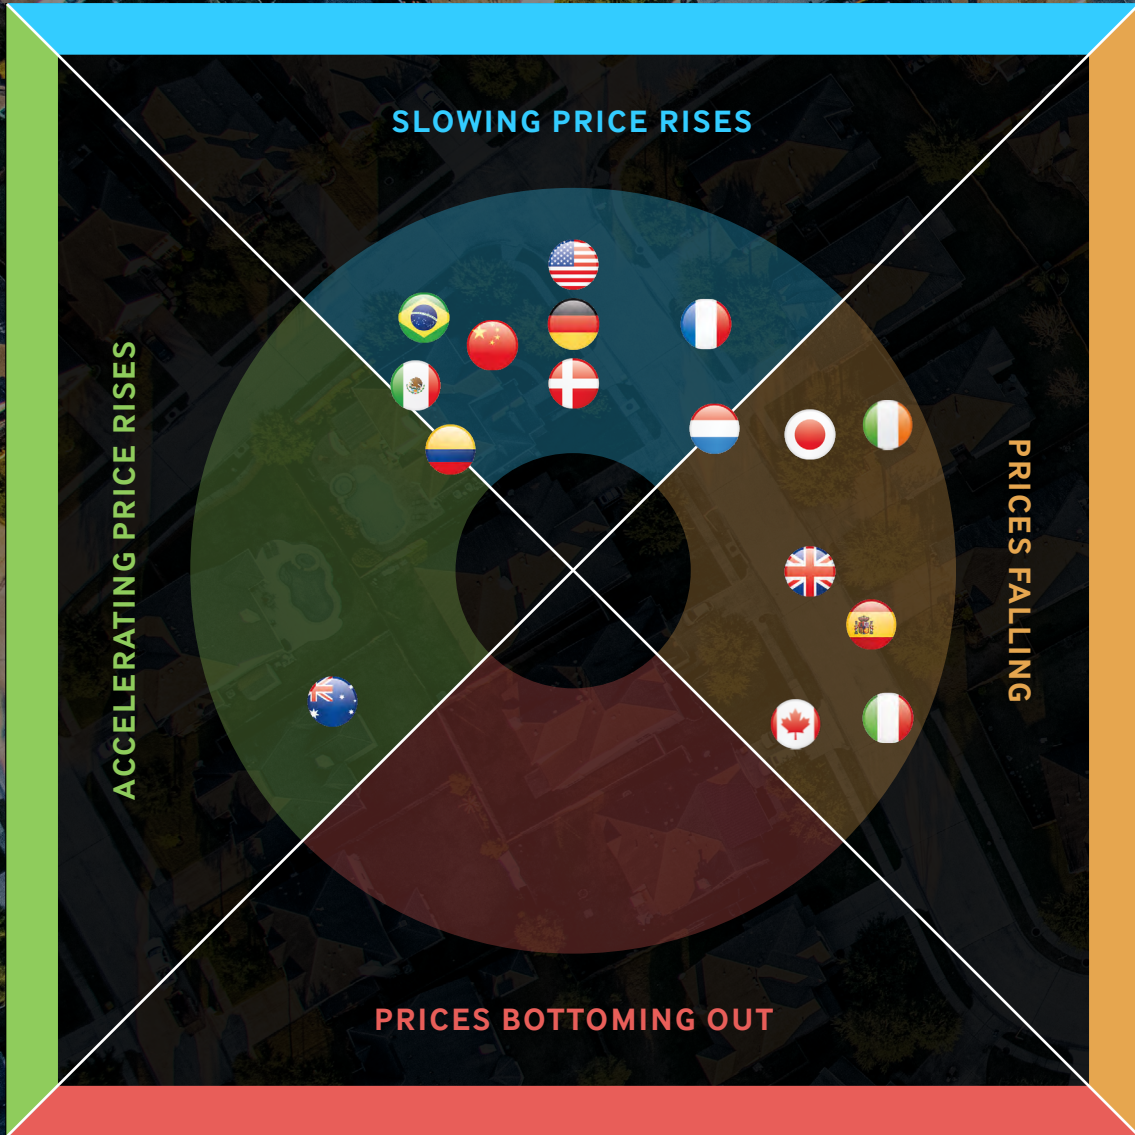 SLOWING PRICE RISES
ACCELERATING PRICE RISES
PRICES FALLING
PRICES BOTTOMING OUT